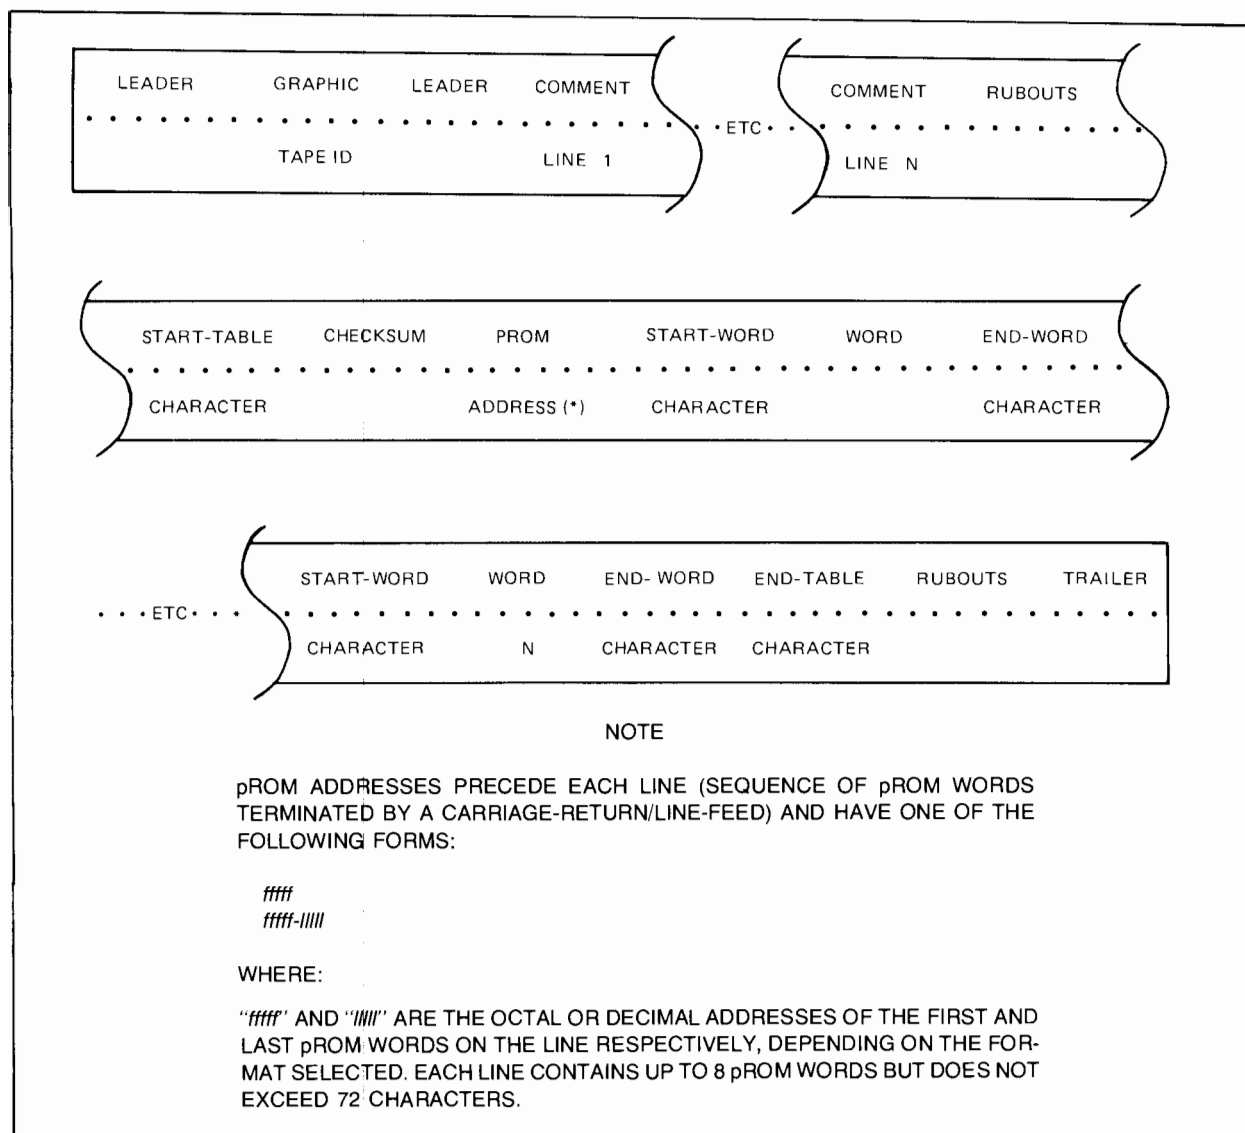 LEADER GRAPHIC LEADER COMMENT COMMENT RUBOUTS
• • • ETC • • •
TAPE ID LINE 1 LINE N
START-TABLE CHECKSUM PROM START-WORD WORD END-WORD
CHARACTER ADDRESS (*) CHARACTER CHARACTER
START-WORD WORD END- WORD END-TABLE RUBOUTS TRAILER
• • • ETC • • *
CHARACTER N CHARACTER CHARACTER
NOTE
pROM ADDRESSES PRECEDE EACH LINE (SEQUENCE OF pROM WORDS
TERMINATED BY A CARRIAGE-RETURN/LINE-FEED) AND HAVE ONE OF THE
FOLLOWING FORMS:
fffff
fffff-lllll
WHERE:
"fffff" AND "lllll" ARE THE OCTAL OR DECIMAL ADDRESSES OF THE FIRST AND
LAST pROM WORDS ON THE LINE RESPECTIVELY, DEPENDING ON THE FOR-
MAT SELECTED. EACH LINE CONTAINS UP TO 8 pROM WORDS BUT DOES NOT
EXCEED 72 CHARACTERS.